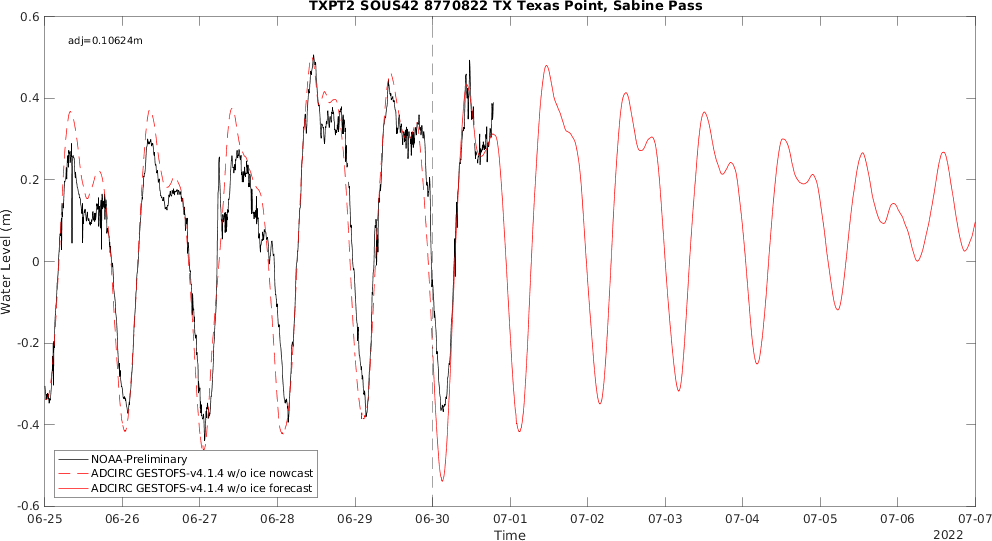 TXPT2 SOUS42 8770822 TX Texas Point, Sabine Pass
adj=0.10624m
0.6
0.4
0.2
0
-0.2
-0.4
-0.6
Water Level (m)
NOAA-Preliminary
ADCIRC GESTOFS-v4.1.4 w/o ice nowcast
ADCIRC GESTOFS-v4.1.4 w/o ice forecast
06-25 06-26 06-27 06-28 06-29 06-30 07-01 07-02 07-03 07-04 07-05 07-06 07-07
Time
2022